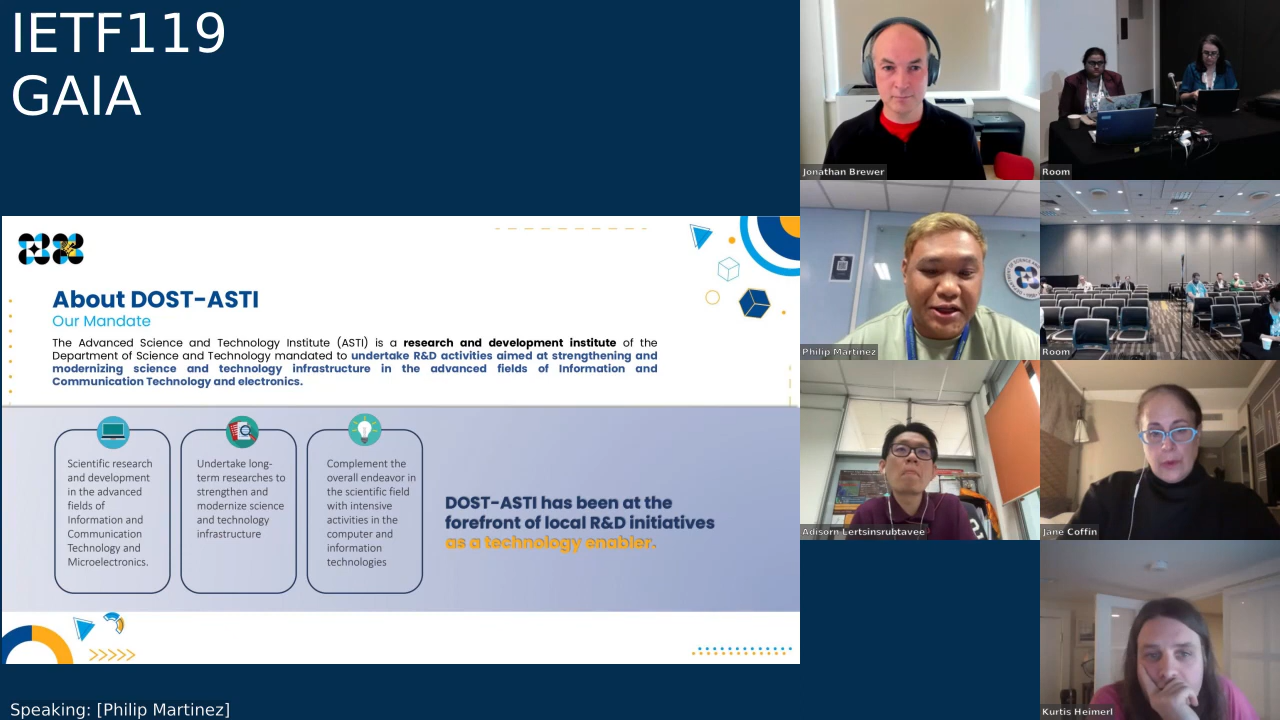 IETF119
GAIA
Jonathan Brewer
Room
About DOST-ASTI
Our Mandate
The Advanced Science and Technology Institute (ASTI) is a research and development institute of the
Department of Science and Technology mandated to undertake R&D activities aimed at strengthening and
modernizing science and technology infrastructure in the advanced fields of Information and
Communication Technology and electronics.
Philip Martinez
Room
Scientific research
and development
in the advanced
fields of
Information and
Communication
Technology and
Microelectronics.
Undertake long-
term researches to
strengthen and
modernize science
and technology
infrastructure
Complement the
overall endeavor in
the scientific field
with intensive
activities in the
computer and
information
technologies
DOST-ASTI has been at the
forefront of local R&D initiatives
as a technology enabler.
Adisorn Lertsinsrubtavee
Jane Coffin
Kurtis Heimerl
Speaking: [Philip Martinez]